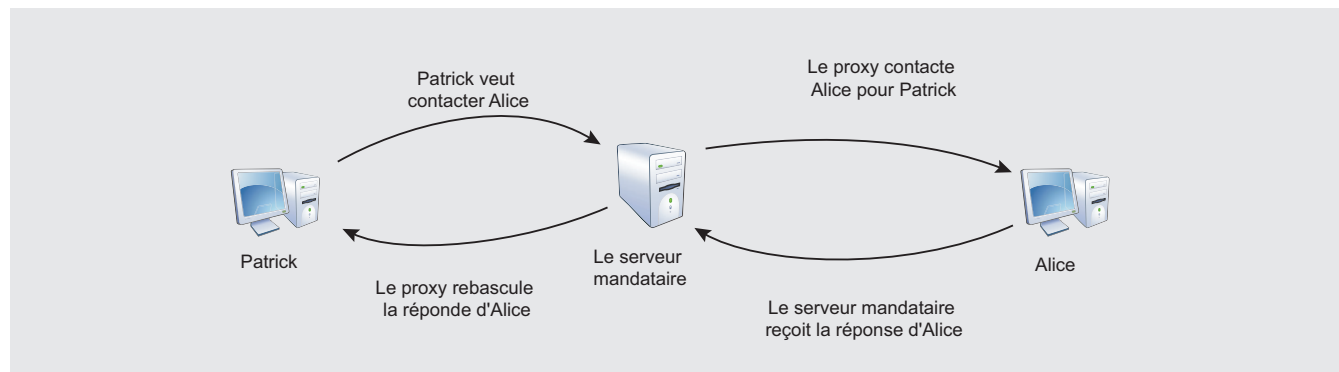 Patrick veut
contacter Alice
Le proxy contacte
Alice pour Patrick
Patrick
Le serveur
mandataire
Alice
Le proxy rebascule
la réponde d'Alice
Le serveur mandataire
reçoit la réponse d'Alice